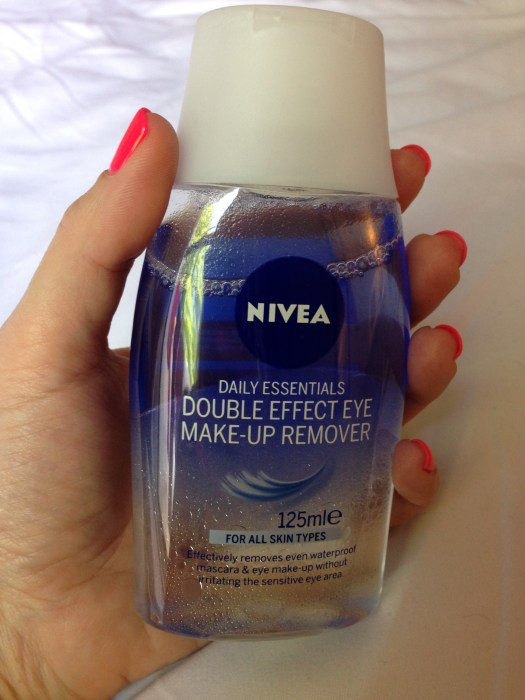 NIVEA
DAILY ESSENTIALS
DOUBLE EFFECT EYE
MAKE-UP REMOVER
125ml℮
FOR ALL SKIN TYPES
Effectively removes even waterproof
mascara & eye make-up without
irritating the sensitive eye area.